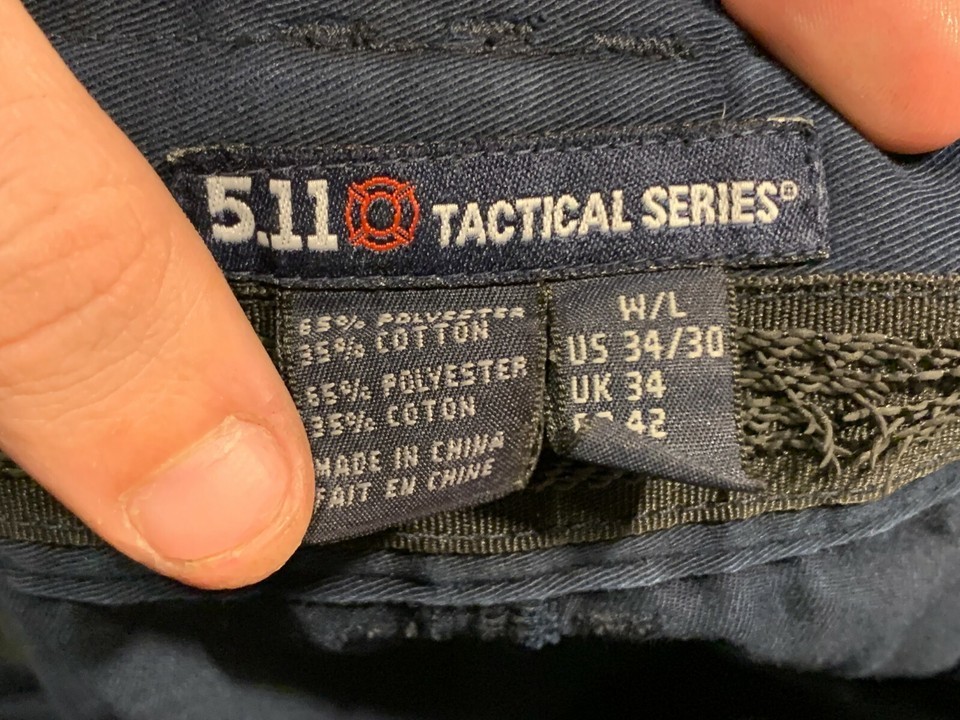 5.11 TACTICAL SERIES®
65% POLYESTER
35% COTTON
65% POLYESTER
35% COTON
MADE IN CHINA
FAIT EN CHINE
W/L
US 34/30
UK 34
42